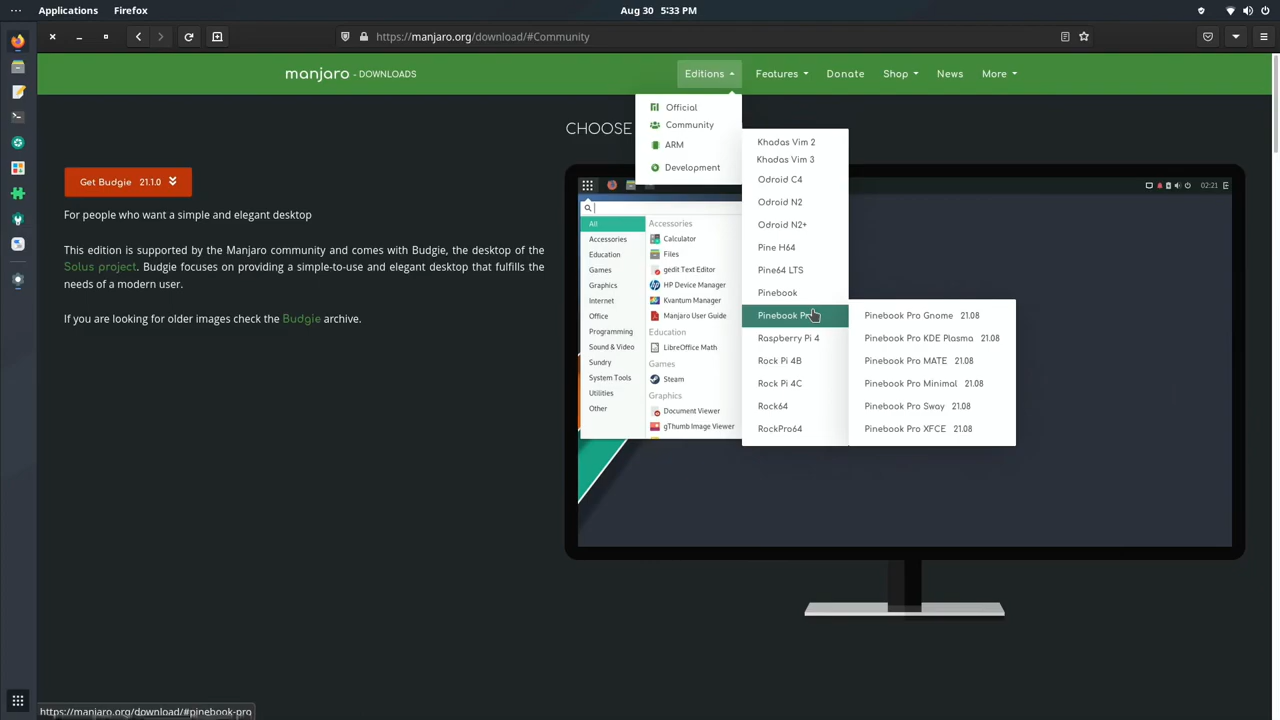 Applications Firefox Aug 30 5:33 PM
https://manjaro.org/download/#Community
manjaro - DOWNLOADS Editions Features Donate Shop News More
Official
Community
ARM
Development
CHOOSE
Khadas Vim 2
Khadas Vim 3
Odroid C4
Odroid N2
Odroid N2+
Pine H64
Pine64 LTS
Pinebook
Pinebook Pro
Raspberry Pi 4
Rock Pi 4B
Rock Pi 4C
Rock64
RockPro64
Pinebook Pro Gnome 21.08
Pinebook Pro KDE Plasma 21.08
Pinebook Pro MATE 21.08
Pinebook Pro Minimal 21.08
Pinebook Pro Sway 21.08
Pinebook Pro XFCE 21.08
Get Budgie 21.1.0
For people who want a simple and elegant desktop
This edition is supported by the Manjaro community and comes with Budgie, the desktop of the
Solus project. Budgie focuses on providing a simple-to-use and elegant desktop that fulfills the
needs of a modern user.
If you are looking for older images check the Budgie archive.
02:21
All
Accessories
Education
Games
Graphics
Internet
Office
Programming
Sound & Video
Sundry
System Tools
Utilities
Other
Accessories
Calculator
Files
gedit Text Editor
HP Device Manager
Kvantum Manager
Manjaro User Guide
Education
LibreOffice Math
Games
Steam
Graphics
Document Viewer
gThumb Image Viewer
https://manjaro.org/download/#pinebook-pro